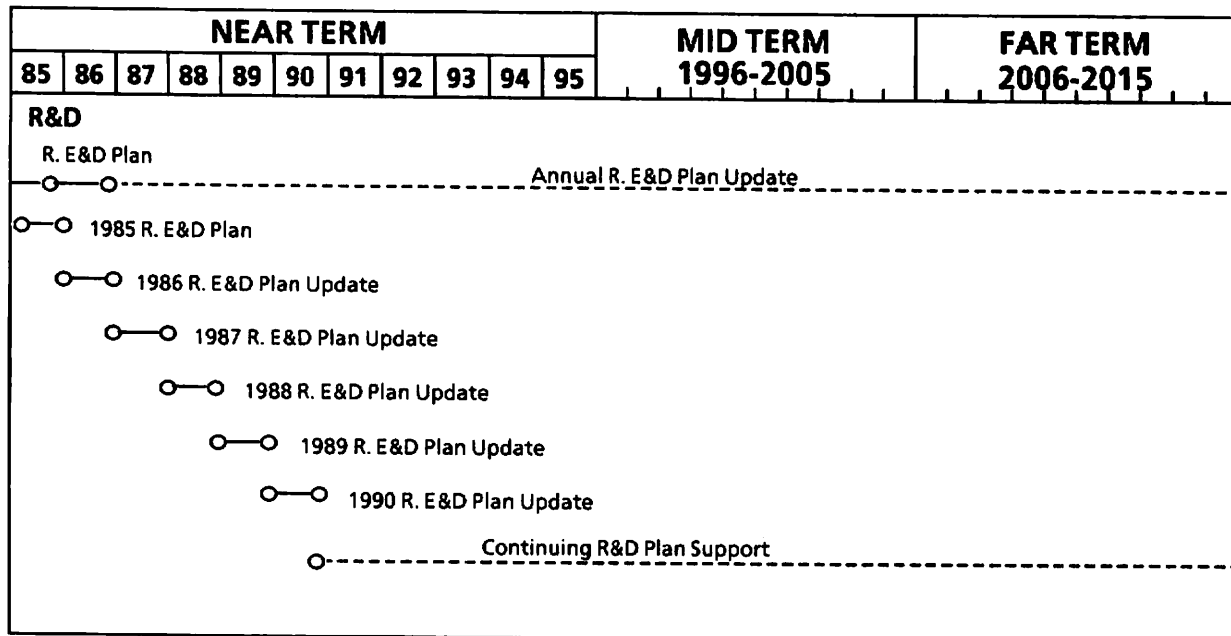 NEAR TERM
MID TERM
1996-2005
FAR TERM
2006-2015
85 86 87 88 89 90 91 92 93 94 95
R&D
R. E&D Plan
Annual R. E&D Plan Update
1985 R. E&D Plan
1986 R. E&D Plan Update
1987 R. E&D Plan Update
1988 R. E&D Plan Update
1989 R. E&D Plan Update
1990 R. E&D Plan Update
Continuing R&D Plan Support